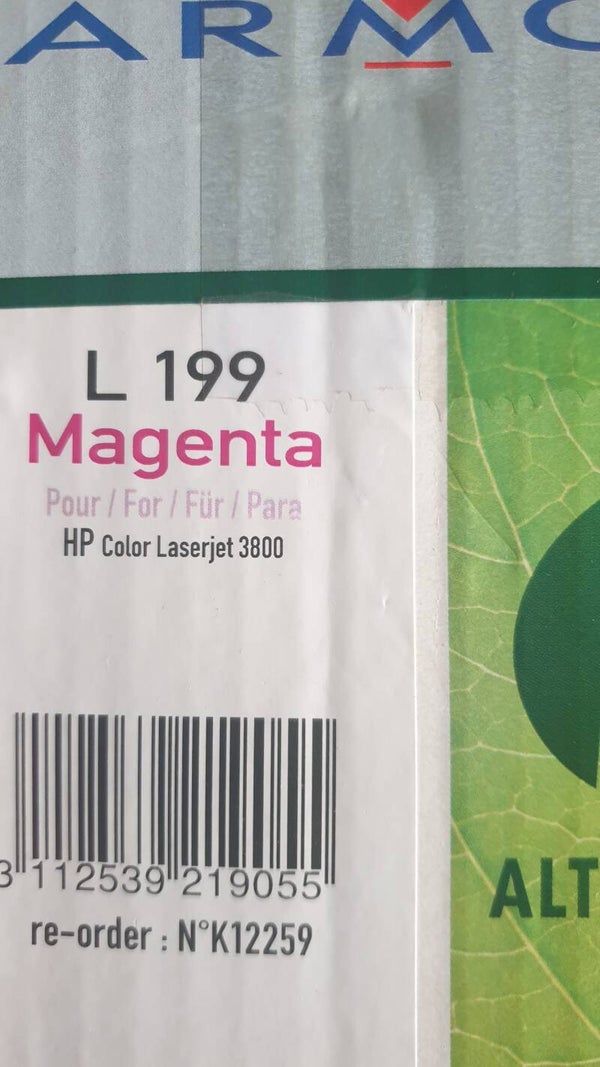 ARMO
L 199
Magenta
Pour / For / Für / Para
HP Color Laserjet 3800
3 112539 219055
re-order : N°K12259
ALT